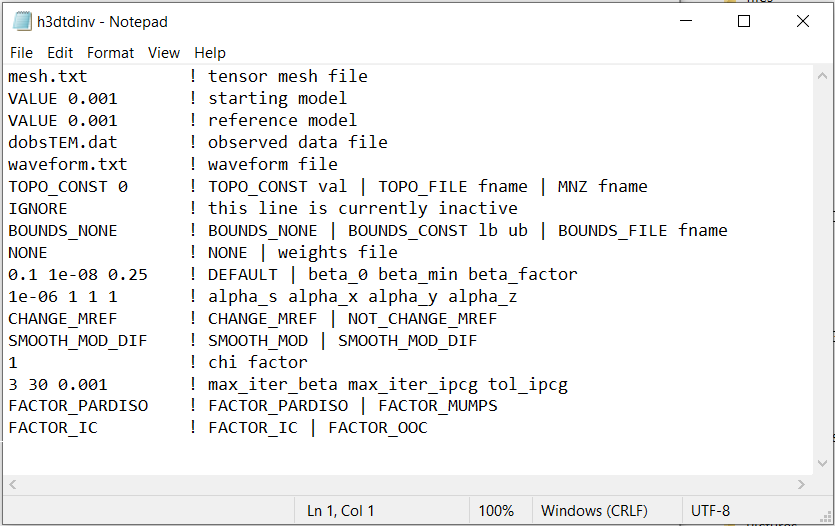 h3dtdinv - Notepad
File Edit Format View Help
mesh.txt ! tensor mesh file
VALUE 0.001 ! starting model
VALUE 0.001 ! reference model
dobsTEM.dat ! observed data file
waveform.txt ! waveform file
TOPO_CONST 0 ! TOPO_CONST val | TOPO_FILE fname | MNZ fname
IGNORE ! this line is currently inactive
BOUNDS_NONE ! BOUNDS_NONE | BOUNDS_CONST lb ub | BOUNDS_FILE fname
NONE ! NONE | weights file
0.1 1e-08 0.25 ! DEFAULT | beta_0 beta_min beta_factor
1e-06 1 1 1 ! alpha_s alpha_x alpha_y alpha_z
CHANGE_MREF ! CHANGE_MREF | NOT_CHANGE_MREF
SMOOTH_MOD_DIF ! SMOOTH_MOD | SMOOTH_MOD_DIF
1 ! chi factor
3 30 0.001 ! max_iter_beta max_iter_ipcg tol_ipcg
FACTOR_PARDISO ! FACTOR_PARDISO | FACTOR_MUMPS
FACTOR_IC ! FACTOR_IC | FACTOR_OOC
Ln 1, Col 1 100% Windows (CRLF) UTF-8